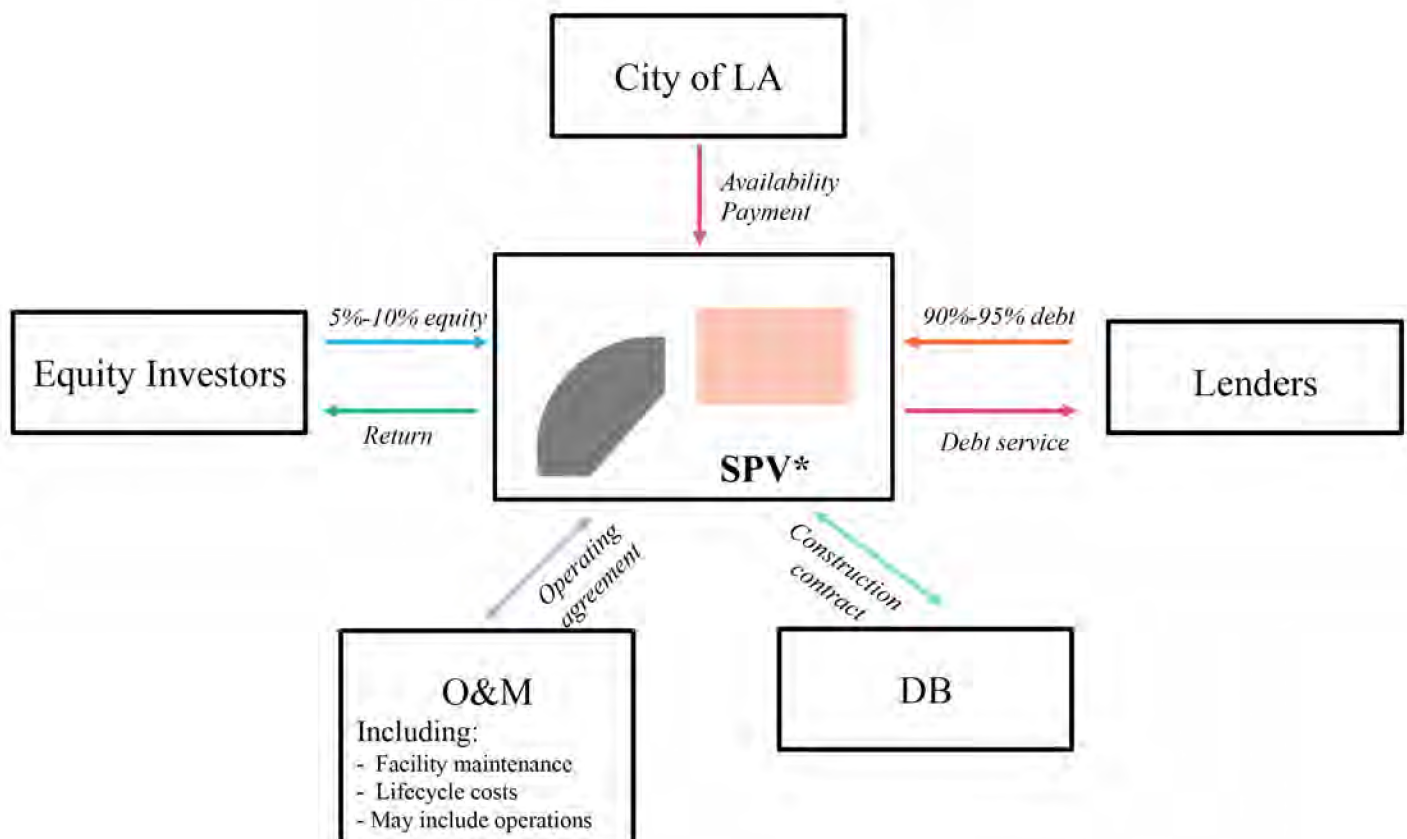 City of LA
Availability
Payment
5%-10% equity
90%-95% debt
Equity Investors
Lenders
Return
Debt service
SPV*
Operating
agreement
Construction
contract
O&M
Including:
- Facility maintenance
- Lifecycle costs
- May include operations
DB